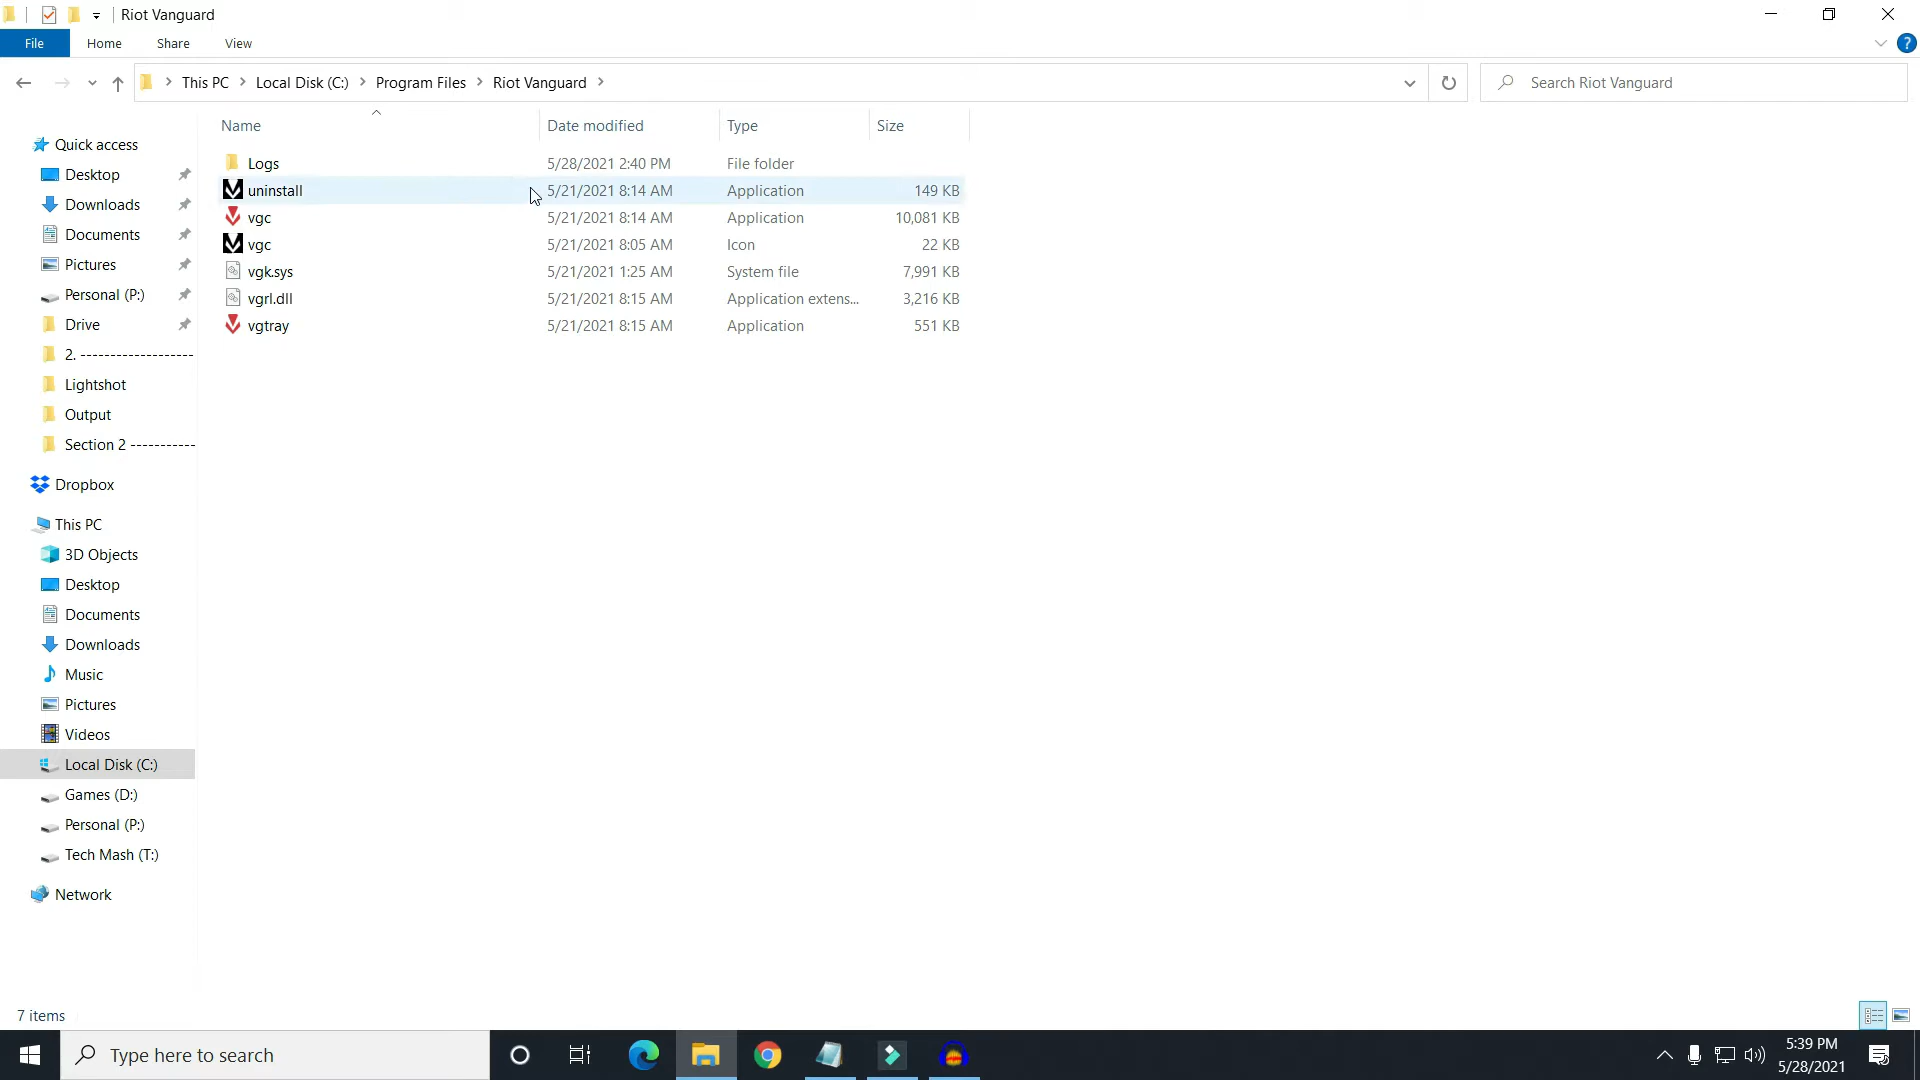 Riot Vanguard
File Home Share View
This PC Local Disk (C:) Program Files Riot Vanguard
Search Riot Vanguard
Name Date modified Type Size
Logs 5/28/2021 2:40 PM File folder
uninstall 5/21/2021 8:14 AM Application 149 KB
vgc 5/21/2021 8:14 AM Application 10,081 KB
vgc 5/21/2021 8:05 AM Icon 22 KB
vgk.sys 5/21/2021 1:25 AM System file 7,991 KB
vgrl.dll 5/21/2021 8:15 AM Application extens... 3,216 KB
vgtray 5/21/2021 8:15 AM Application 551 KB
Quick access
Desktop
Downloads
Documents
Pictures
Personal (P:)
Drive
2. -------------------
Lightshot
Output
Section 2 -----------
Dropbox
This PC
3D Objects
Desktop
Documents
Downloads
Music
Pictures
Videos
Local Disk (C:)
Games (D:)
Personal (P:)
Tech Mash (T:)
Network
7 items
Type here to search
5:39 PM
5/28/2021